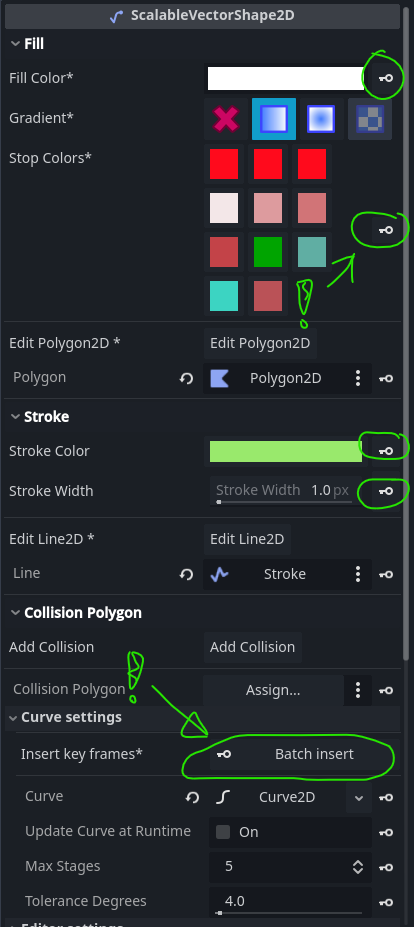 ScalableVectorShape2D
Fill
Fill Color*
Gradient*
Stop Colors*
Edit Polygon2D * Edit Polygon2D
Polygon Polygon2D
Stroke
Stroke Color
Stroke Width Stroke Width 1.0 px
Edit Line2D * Edit Line2D
Line Stroke
Collision Polygon
Add Collision Add Collision
Collision Polygon Assign...
Curve settings
Insert key frames* Batch insert
Curve Curve2D
Update Curve at Runtime On
Max Stages 5
Tolerance Degrees 4.0
Editor settings